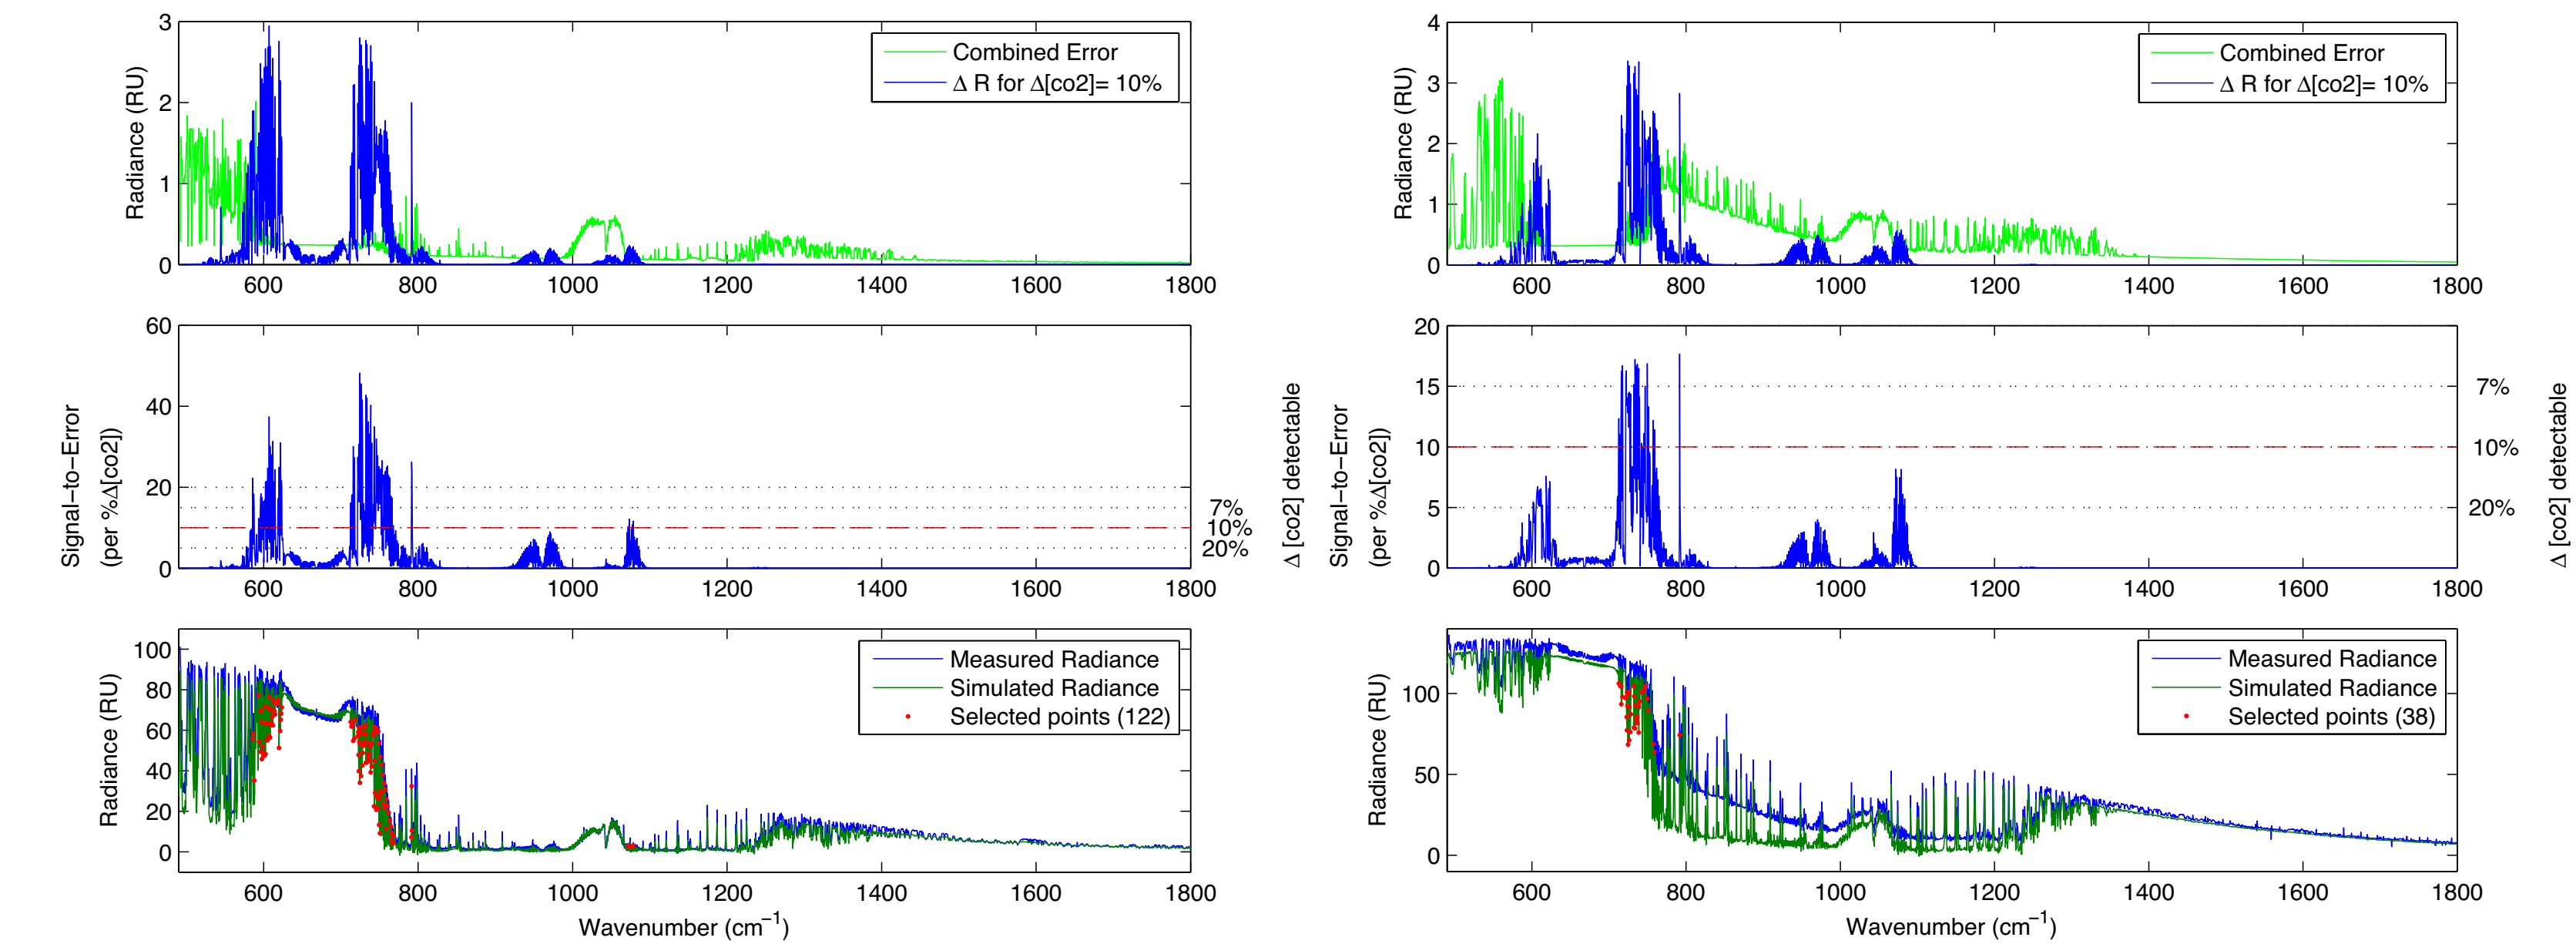 3
2
1
0
Radiance (RU)
Combined Error
Δ R for Δ[co2]= 10%
600 800 1000 1200 1400 1600 1800
60
40
20
0
Signal−to−Error
(per %Δ[co2])
7%
10%
20%
Δ [co2] detectable
600 800 1000 1200 1400 1600 1800
100
80
60
40
20
0
Radiance (RU)
Measured Radiance
Simulated Radiance
Selected points (122)
600 800 1000 1200 1400 1600 1800
Wavenumber (cm⁻¹)
4
3
2
1
0
Radiance (RU)
Combined Error
Δ R for Δ[co2]= 10%
600 800 1000 1200 1400 1600 1800
20
15
10
5
0
Signal−to−Error
(per %Δ[co2])
7%
10%
20%
Δ [co2] detectable
600 800 1000 1200 1400 1600 1800
100
50
0
Radiance (RU)
Measured Radiance
Simulated Radiance
Selected points (38)
600 800 1000 1200 1400 1600 1800
Wavenumber (cm⁻¹)